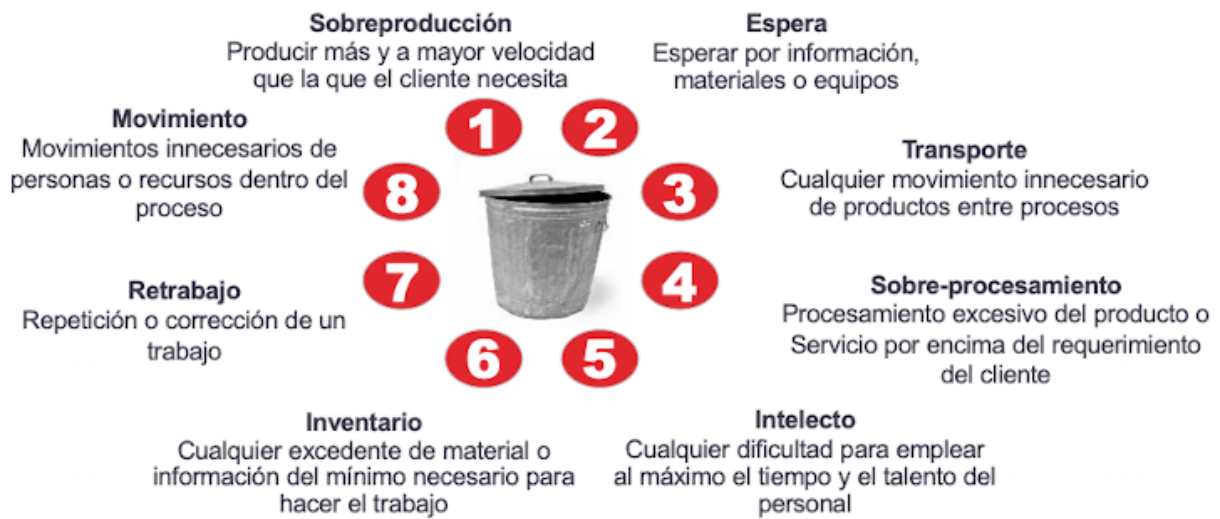 Sobreproducción
Producir más y a mayor velocidad
que la que el cliente necesita
1
Espera
Esperar por información,
materiales o equipos
2
Transporte
Cualquier movimiento innecesario
de productos entre procesos
3
Sobre-procesamiento
Procesamiento excesivo del producto o
Servicio por encima del requerimiento
del cliente
4
Intelecto
Cualquier dificultad para emplear
al máximo el tiempo y el talento del
personal
5
Inventario
Cualquier excedente de material o
información del mínimo necesario para
hacer el trabajo
6
Retrabajo
Repetición o corrección de un
trabajo
7
Movimiento
Movimientos innecesarios de
personas o recursos dentro del
proceso
8